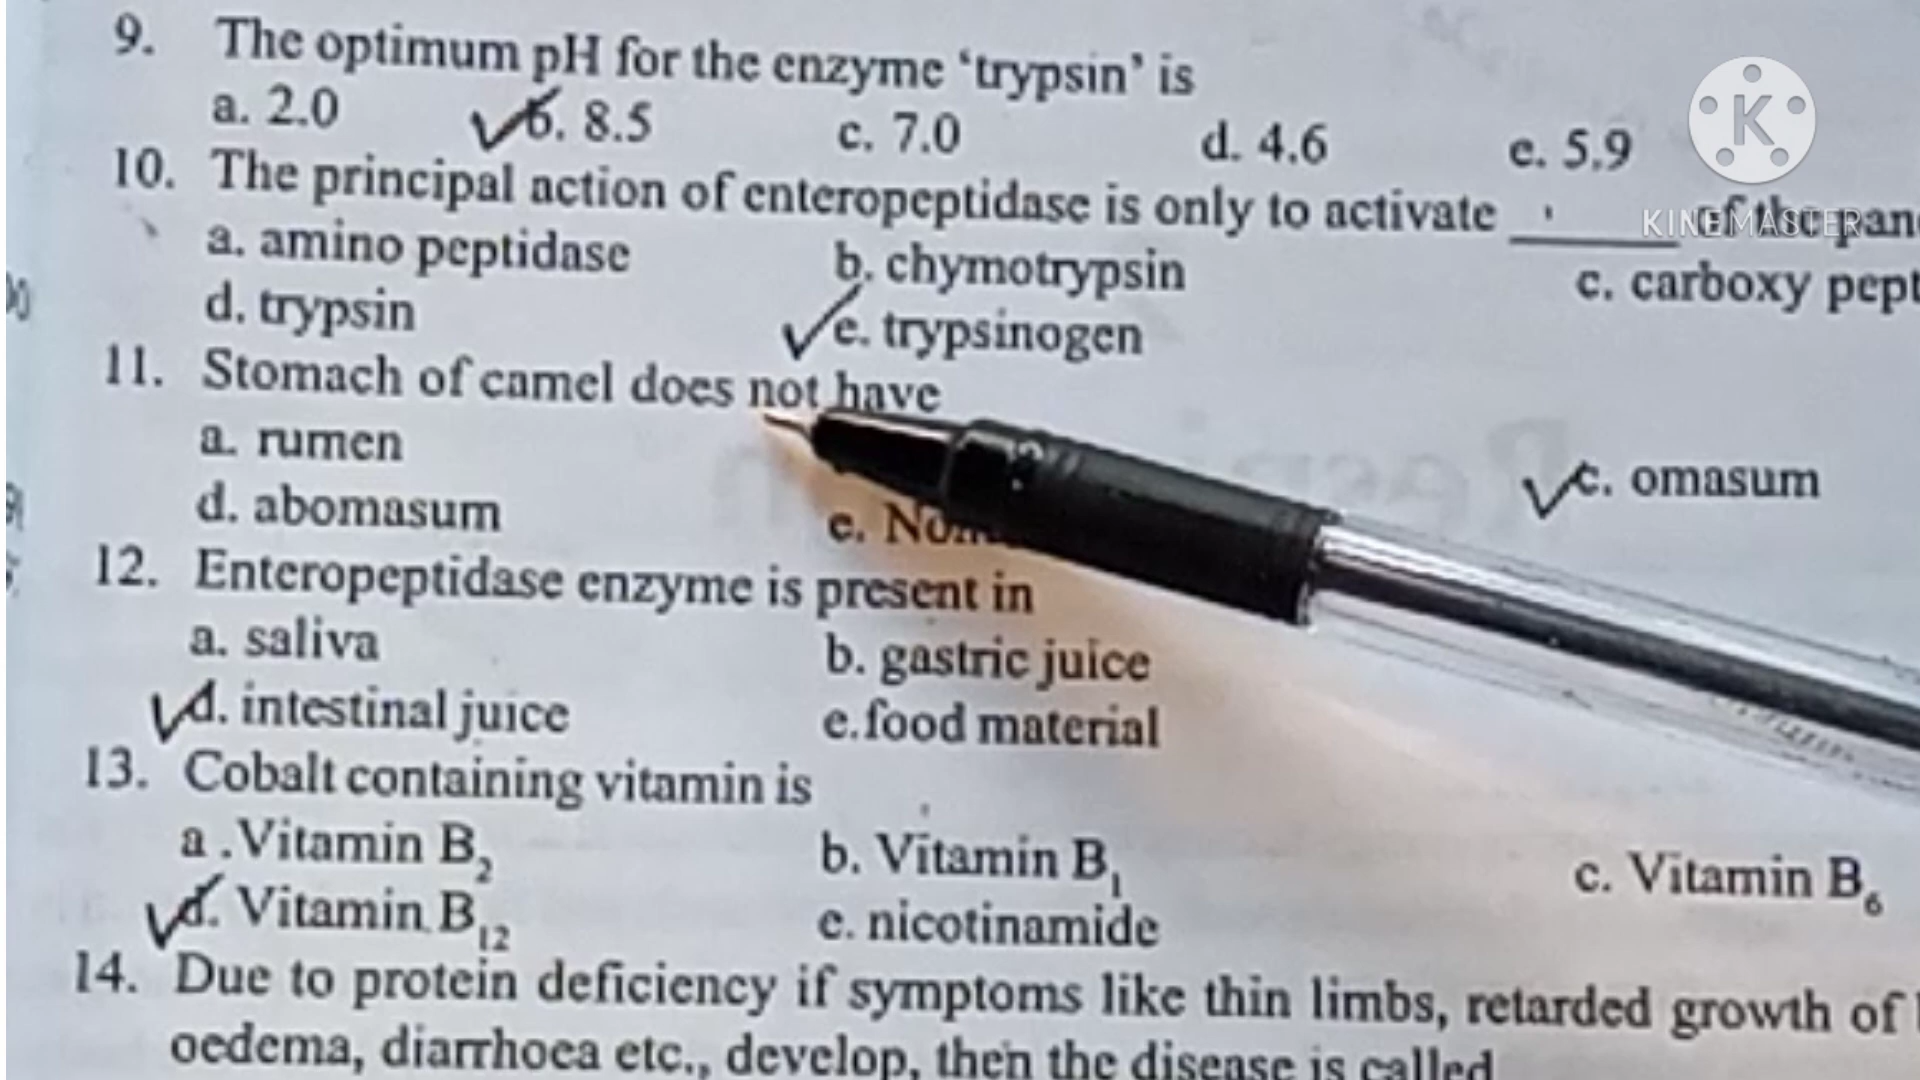 9. The optimum pH for the enzyme ‘trypsin’ is
a. 2.0 b. 8.5 c. 7.0 d. 4.6 e. 5.9
10. The principal action of enteropeptidase is only to activate _____ of the
a. amino peptidase b. chymotrypsin c. carboxy
d. trypsin e. trypsinogen
11. Stomach of camel does not have
a. rumen c. omasum
d. abomasum e.
12. Enteropeptidase enzyme is present in
a. saliva b. gastric juice
d. intestinal juice e.food material
13. Cobalt containing vitamin is
a .Vitamin B2 b. Vitamin B1 c. Vitamin B6
d. Vitamin B12 e. nicotinamide
14. Due to protein deficiency if symptoms like thin limbs, retarded growth of
oedema, diarrhoea etc., develop, then the disease is called
K
KINEMASTER